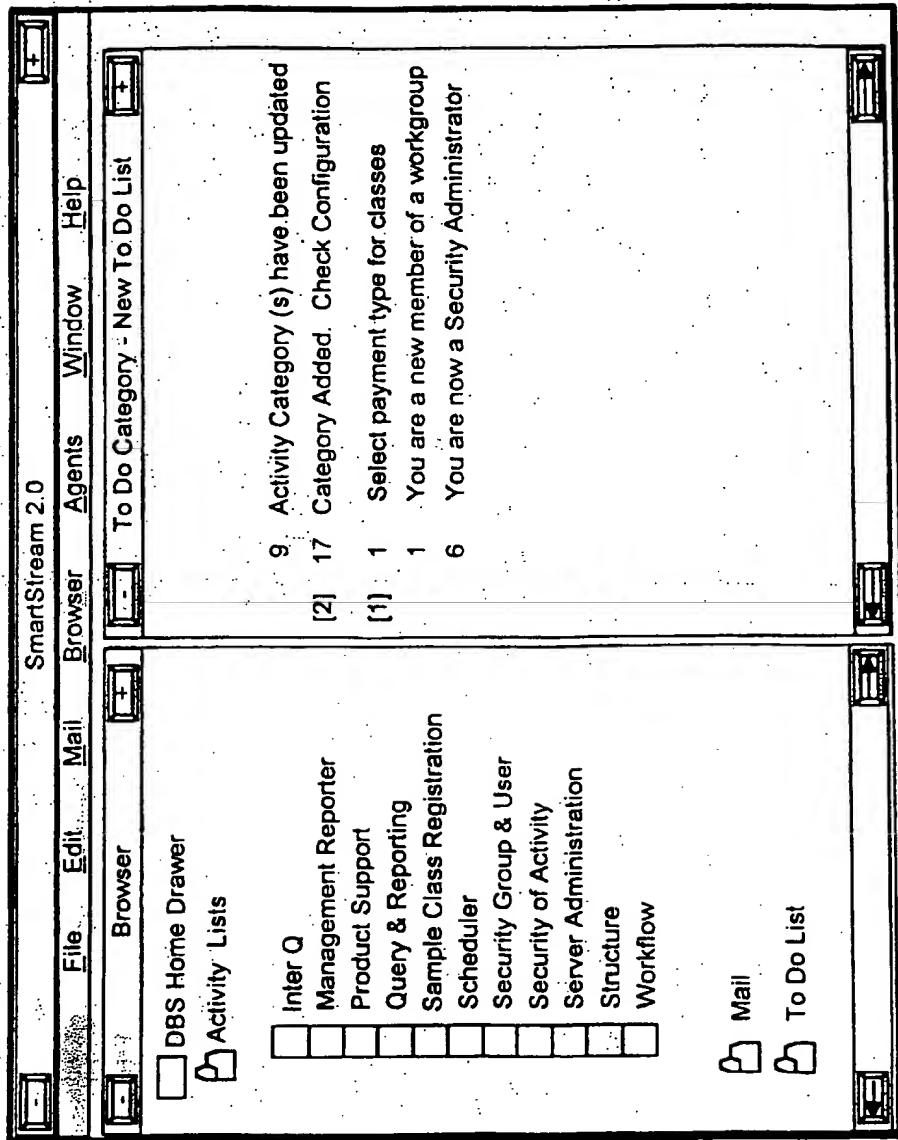 SmartStream 2.0
File Edit Mail Browser Agents Window Help
Browser
DBS Home Drawer
Activity Lists
Inter Q
Management Reporter
Product Support
Query & Reporting
Sample Class Registration
Scheduler
Security Group & User
Security of Activity
Server Administration
Structure
Workflow
Mail
To Do List
To Do Category - New To Do List
9 Activity Category (s) have been updated
[2] 17 Category Added. Check Configuration
[1] 1 Select payment type for classes
1 You are a new member of a workgroup
6 You are now a Security Administrator